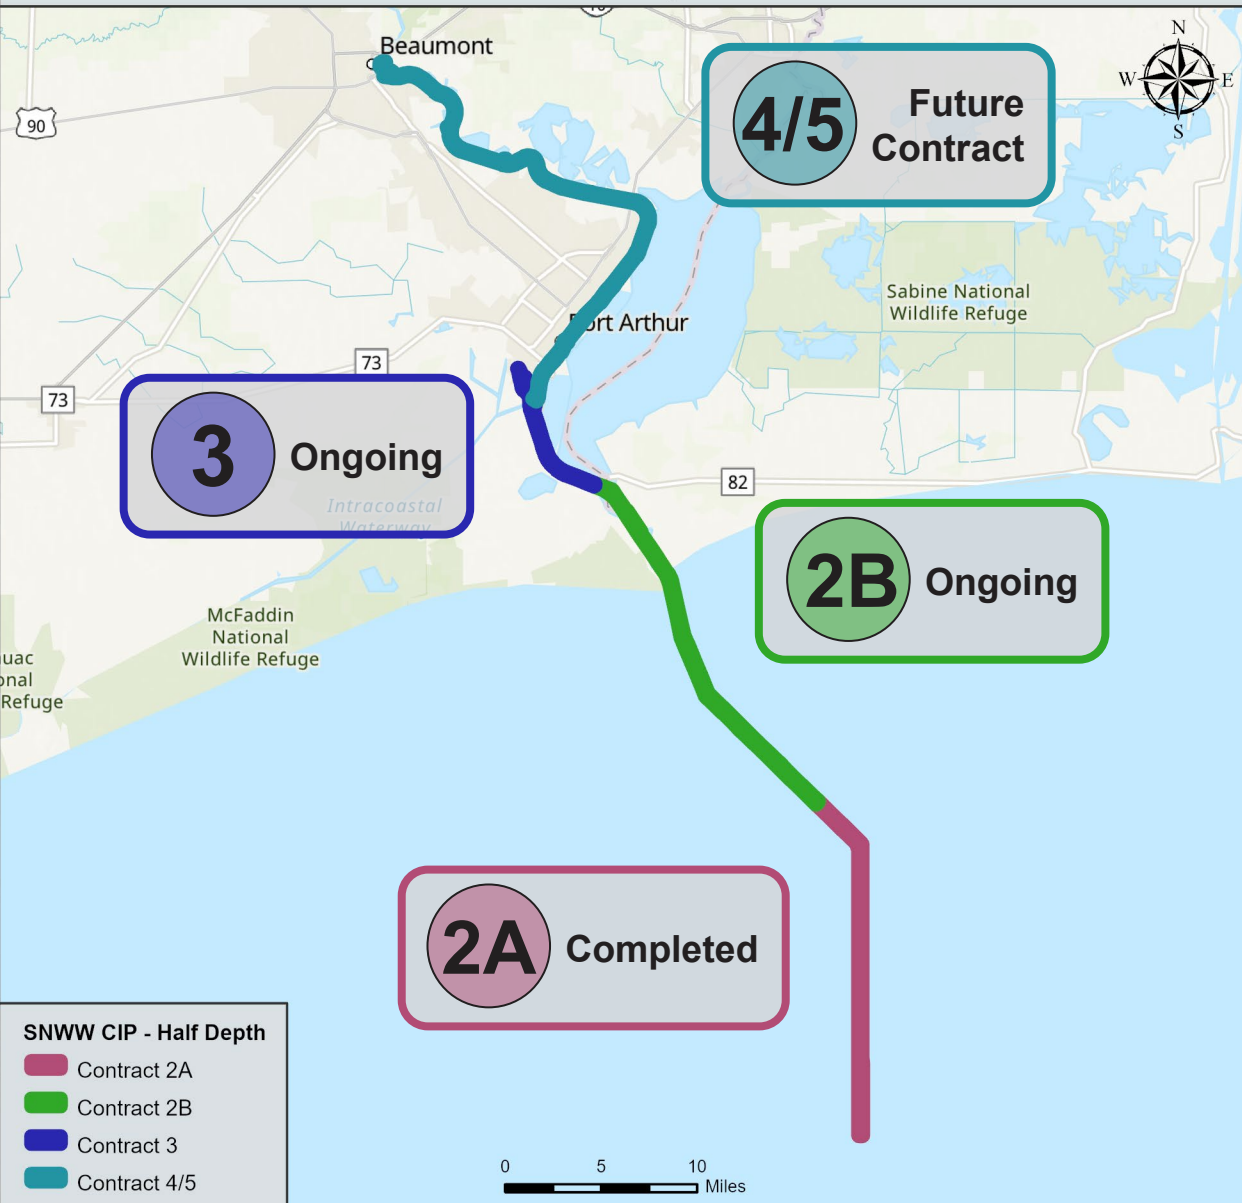 Beaumont
N
W
E
S
90
4/5
Future
Contract
Sabine National
Wildlife Refuge
Port Arthur
73
73
3
Ongoing
82
Intracoastal
Waterway
2B
Ongoing
McFaddin
National
Wildlife Refuge
uac
onal
Refuge
2A
Completed
SNWW CIP - Half Depth
Contract 2A
Contract 2B
Contract 3
Contract 4/5
0
5
10
Miles